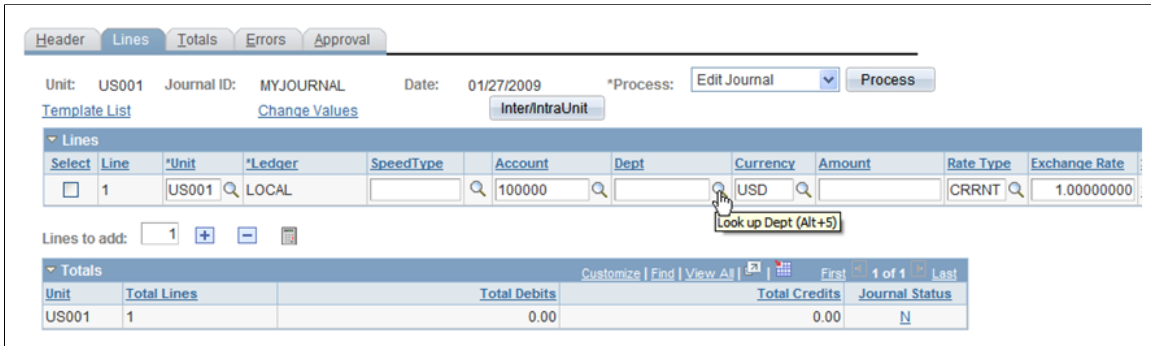 Header Lines Totals Errors Approval
Unit: US001 Journal ID: MYJOURNAL Date: 01/27/2009 *Process: Edit Journal Process
Template List Change Values Inter/IntraUnit
Lines
Select Line *Unit *Ledger SpeedType Account Dept Currency Amount Rate Type Exchange Rate
1 US001 LOCAL 100000 USD CRRNT 1.00000000
Look up Dept (Alt+5)
Lines to add: 1
Totals Customize | Find | View All | | First 1 of 1 Last
Unit Total Lines Total Debits Total Credits Journal Status
US001 1 0.00 0.00 N